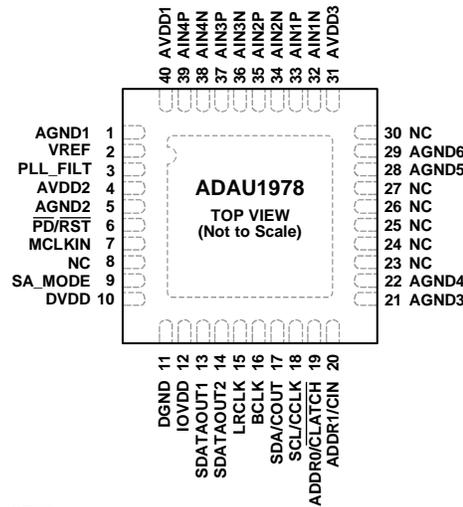 40 AVDD1
39 AIN4P
38 AIN4N
37 AIN3P
36 AIN3N
35 AIN2P
34 AIN2N
33 AIN1P
32 AIN1N
31 AVDD3
AGND1 1
VREF 2
PLL_FILT 3
AVDD2 4
AGND2 5
PD/RST 6
MCLKIN 7
NC 8
SA_MODE 9
DVDD 10
ADAU1978
TOP VIEW
(Not to Scale)
30 NC
29 AGND6
28 AGND5
27 NC
26 NC
25 NC
24 NC
23 NC
22 AGND4
21 AGND3
DGND 11
IOVDD 12
SDATAOUT1 13
SDATAOUT2 14
LRCLK 15
BCLK 16
SDA/COUT 17
SCL/CCLK 18
ADDR0/CLATCH 19
ADDR1/CIN 20